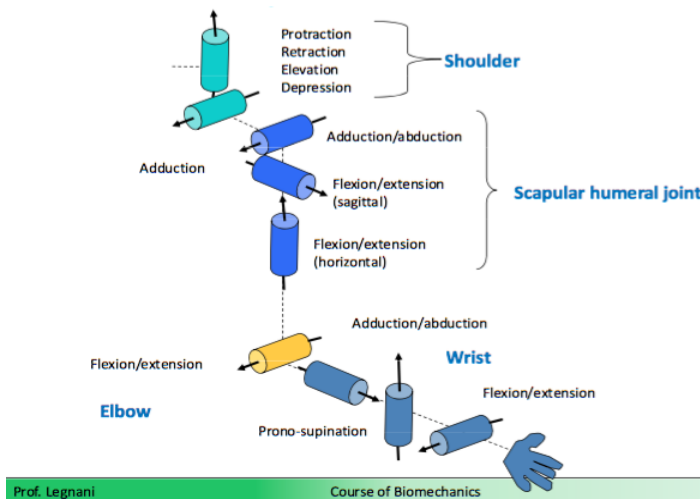 Protraction
Retraction
Elevation
Depression
Shoulder
Adduction/abduction
Adduction
Flexion/extension
(sagittal)
Scapular humeral joint
Flexion/extension
(horizontal)
Adduction/abduction
Flexion/extension
Wrist
Flexion/extension
Elbow
Prono-supination
Prof. Legnani
Course of Biomechanics